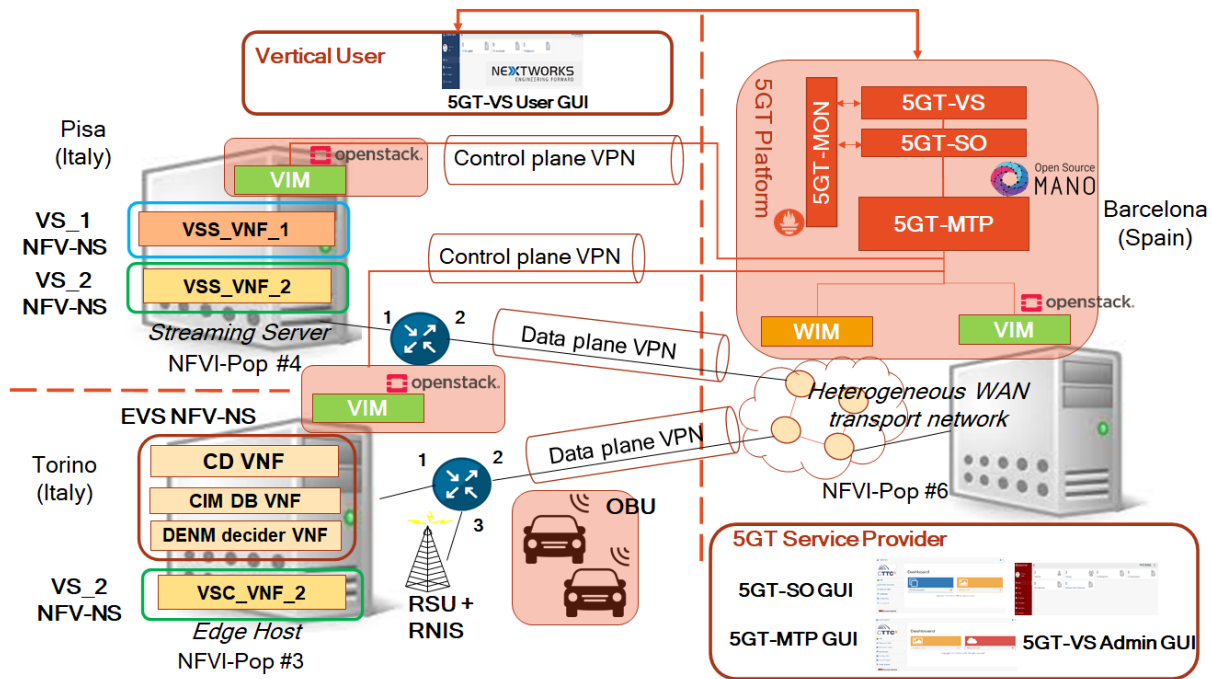 Vertical User
NEXTWORKS
ENGINEERING FORWARD
5GT-VS User GUI
Pisa
(Italy)
openstack.
VIM
Control plane VPN
VS_1
NFV-NS
VSS_VNF_1
VS_2
NFV-NS
VSS_VNF_2
Control plane VPN
Streaming Server
NFVI-Pop #4
1
2
Data plane VPN
5GT Platform
5GT-MON
5GT-VS
5GT-SO
Open Source
MANO
5GT-MTP
Barcelona
(Spain)
openstack.
WIM
VIM
openstack.
VIM
EVS NFV-NS
Torino
(Italy)
CD VNF
CIM DB VNF
DENM decider VNF
VS_2
NFV-NS
VSC_VNF_2
Edge Host
NFVI-Pop #3
1
2
3
Data plane VPN
RSU +
RNIS
OBU
Heterogeneous WAN
transport network
NFVI-Pop #6
5GT Service Provider
5GT-SO GUI
CTTC
Dashboard
5GT-MTP GUI
CTTC
Dashboard
5GT-VS Admin GUI